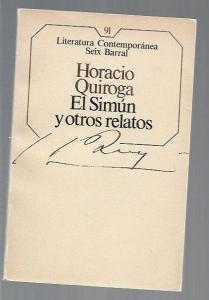 91
Literatura Contemporánea
Seix Barral
Horacio
Quiroga
El Simún
y otros relatos